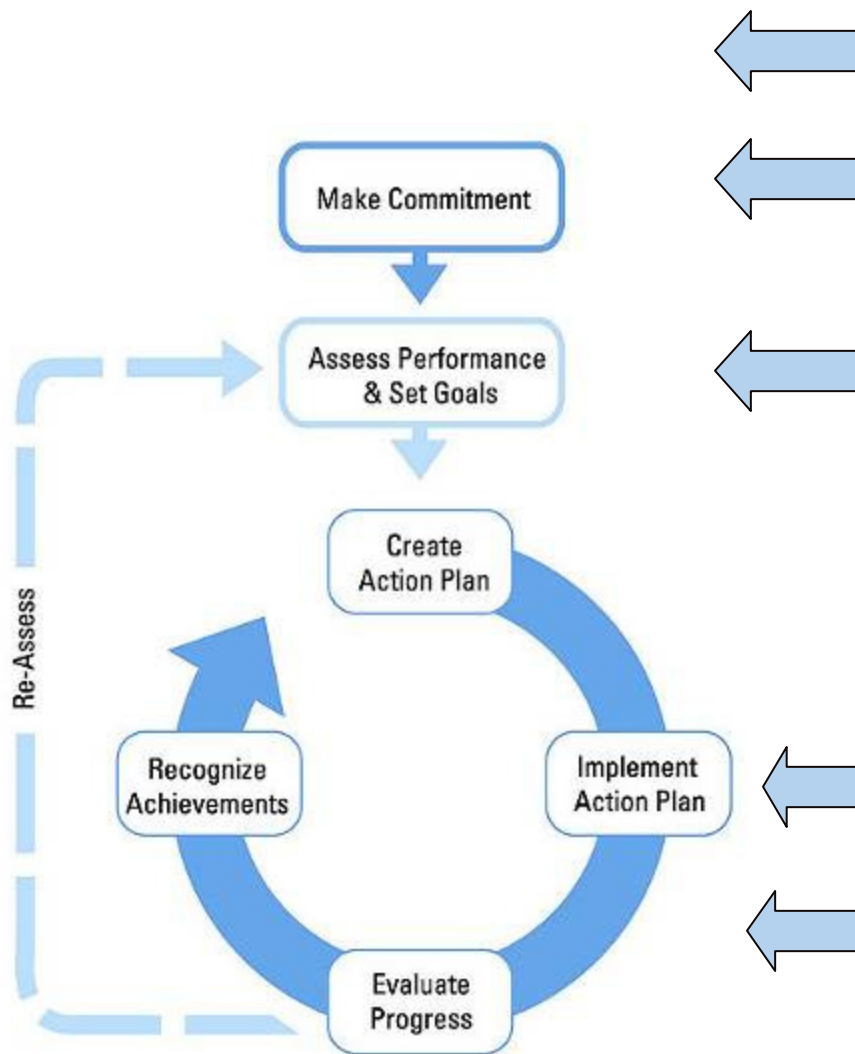 Make Commitment
Assess Performance
& Set Goals
Create
Action Plan
Re-Assess
Recognize
Achievements
Implement
Action Plan
Evaluate
Progress